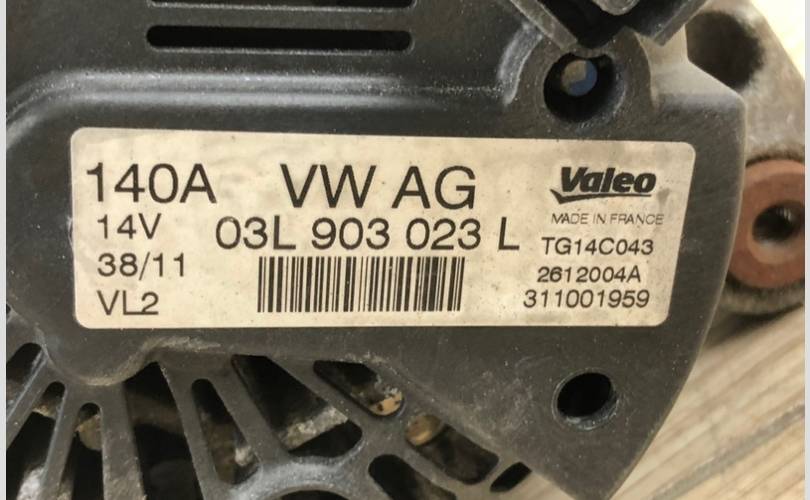 140A VW AG
14V 03L 903 023 L
38/11
VL2
Valeo
MADE IN FRANCE
TG14C043
2612004A
311001959